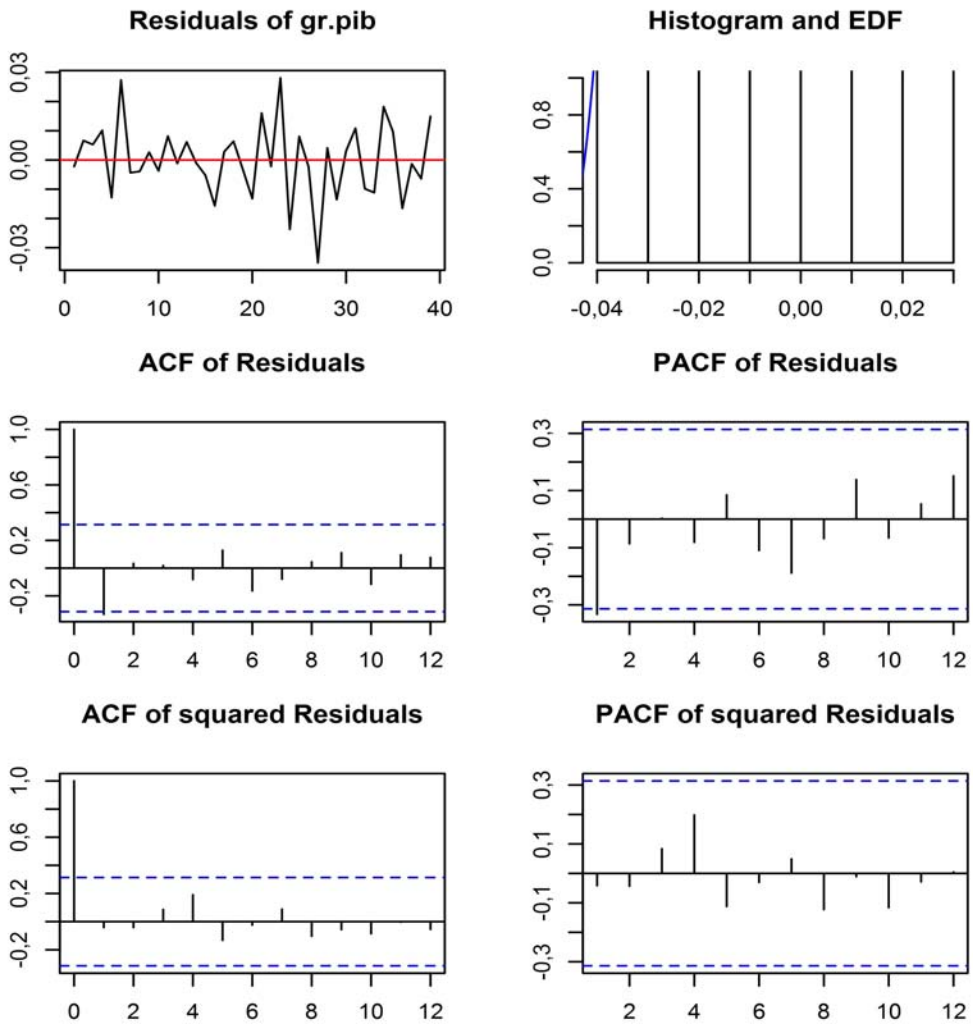 Residuals of gr.pib
0,03
0,00
-0,03
0 10 20 30 40
Histogram and EDF
0,8
0,4
0,0
-0,04 -0,02 0,00 0,02
ACF of Residuals
1,0
0,6
0,2
-0,2
0 2 4 6 8 10 12
PACF of Residuals
0,3
0,1
-0,1
-0,3
2 4 6 8 10 12
ACF of squared Residuals
1,0
0,6
0,2
-0,2
0 2 4 6 8 10 12
PACF of squared Residuals
0,3
0,1
-0,1
-0,3
2 4 6 8 10 12